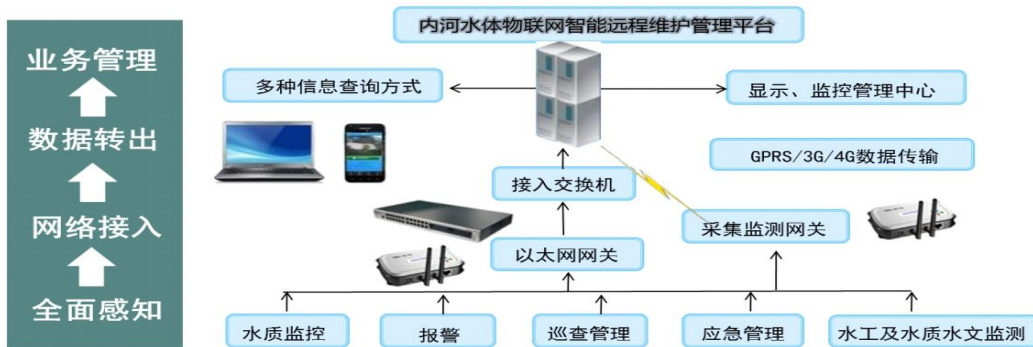 内河水体物联网智能远程维护管理平台
业务管理
多种信息查询方式
显示、监控管理中心
数据转出
GPRS/3G/4G数据传输
接入交换机
网络接入
采集监测网关
以太网网关
全面感知
水质监控
报警
巡查管理
应急管理
水工及水质水文监测